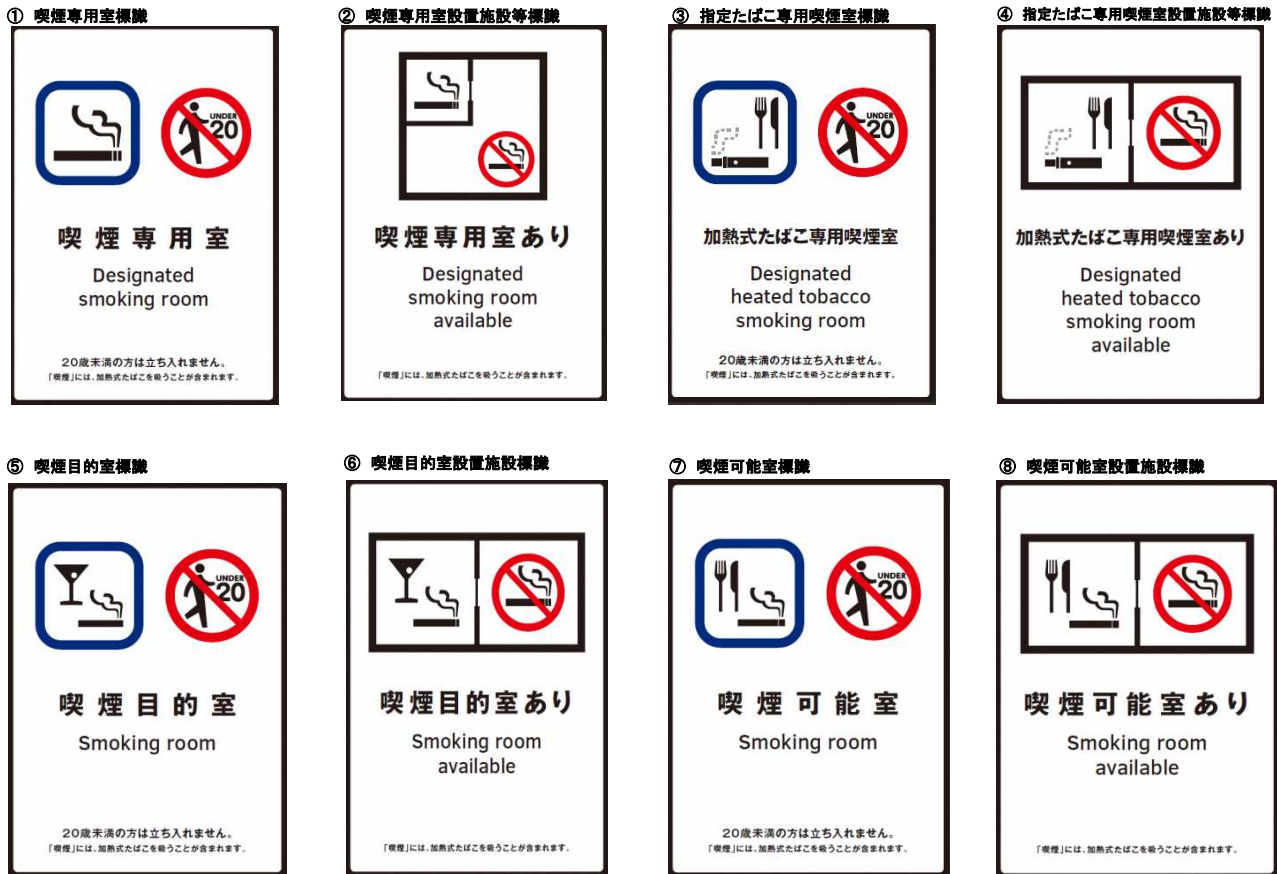 ① 喫煙専用室標識
UNDER
20
喫煙専用室
Designated
smoking room
20歳未満の方は立ち入れません。
「喫煙」には、加熱式たばこを吸うことが含まれます。
② 喫煙専用室設置施設等標識
喫煙専用室あり
Designated
smoking room
available
「喫煙」には、加熱式たばこを吸うことが含まれます。
③ 指定たばこ専用喫煙室標識
UNDER
20
加熱式たばこ専用喫煙室
Designated
heated tobacco
smoking room
20歳未満の方は立ち入れません。
「喫煙」には、加熱式たばこを吸うことが含まれます。
④ 指定たばこ専用喫煙室設置施設等標識
加熱式たばこ専用喫煙室あり
Designated
heated tobacco
smoking room
available
⑤ 喫煙目的室標識
UNDER
20
喫煙目的室
Smoking room
20歳未満の方は立ち入れません。
「喫煙」には、加熱式たばこを吸うことが含まれます。
⑥ 喫煙目的室設置施設標識
喫煙目的室あり
Smoking room
available
「喫煙」には、加熱式たばこを吸うことが含まれます。
⑦ 喫煙可能室標識
UNDER
20
喫煙可能室
Smoking room
20歳未満の方は立ち入れません。
「喫煙」には、加熱式たばこを吸うことが含まれます。
⑧ 喫煙可能室設置施設標識
喫煙可能室あり
Smoking room
available
「喫煙」には、加熱式たばこを吸うことが含まれます。